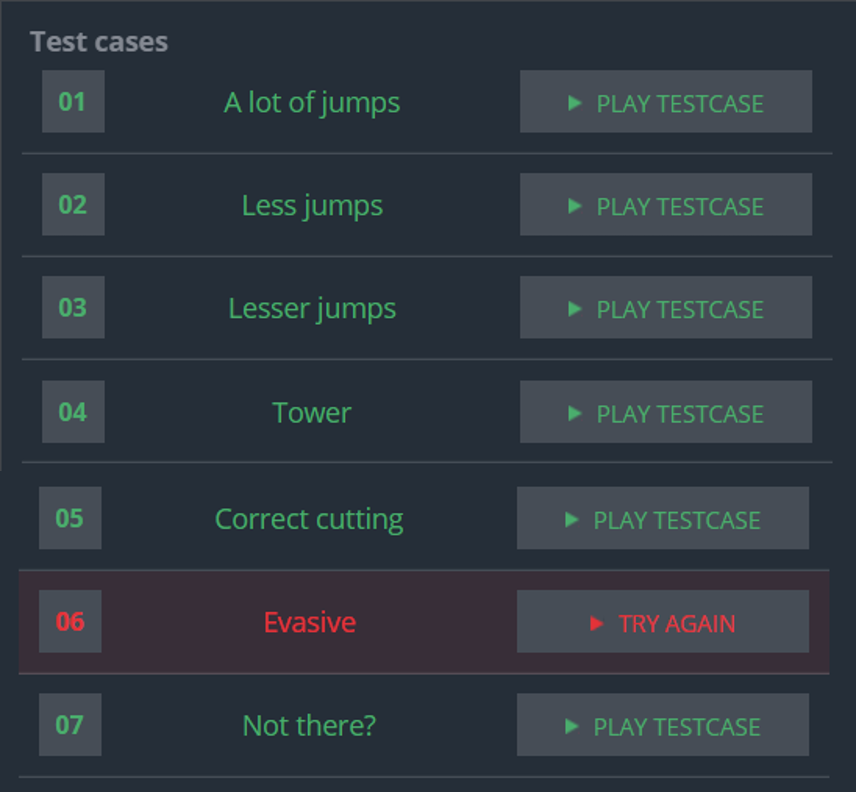 Test cases
01 A lot of jumps PLAY TESTCASE
02 Less jumps PLAY TESTCASE
03 Lesser jumps PLAY TESTCASE
04 Tower PLAY TESTCASE
05 Correct cutting PLAY TESTCASE
06 Evasive TRY AGAIN
07 Not there? PLAY TESTCASE